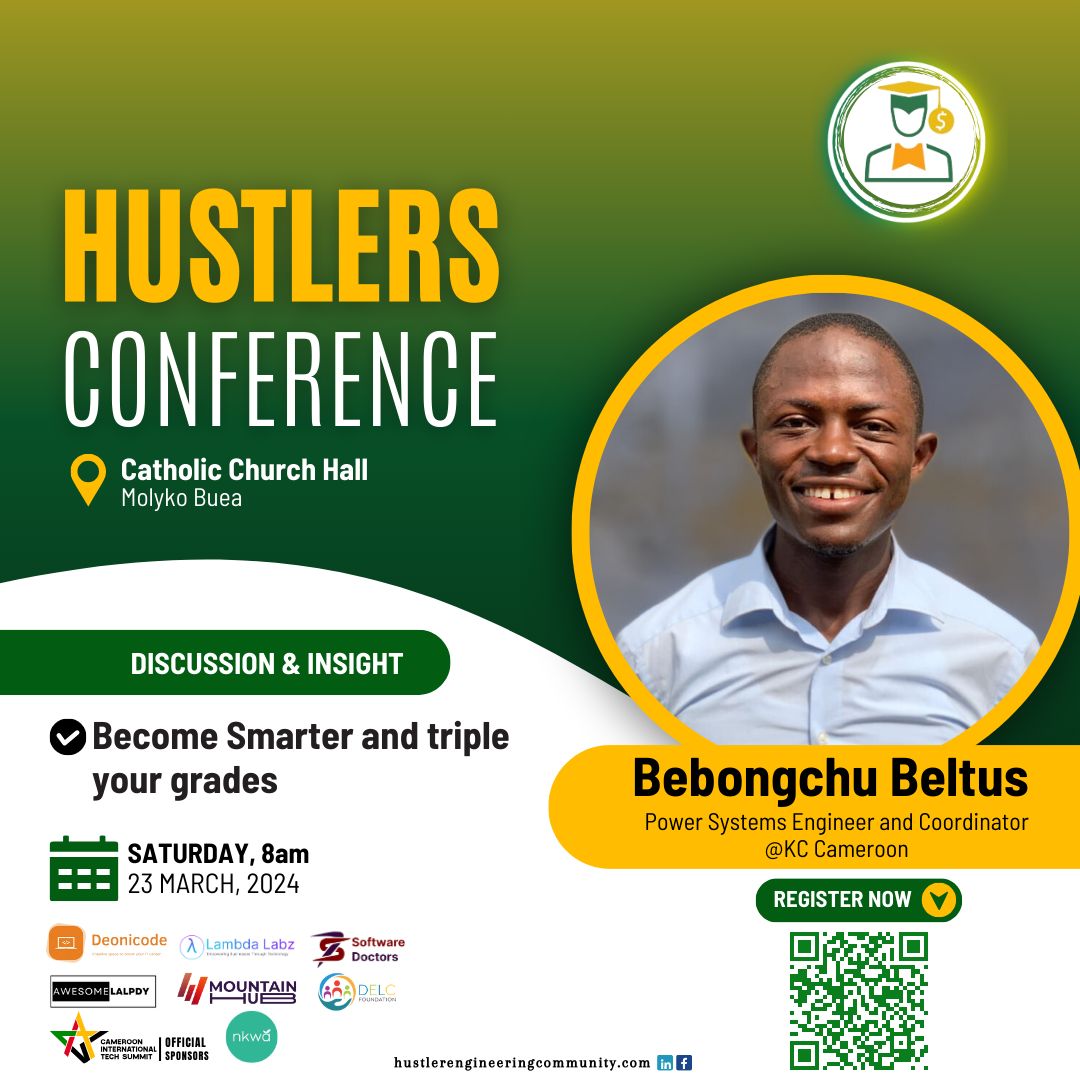 HUSTLERS
CONFERENCE
Catholic Church Hall
Molyko Buea
DISCUSSION & INSIGHT
Become Smarter and triple
your grades
SATURDAY, 8am
23 MARCH, 2024
Bebongchu Beltus
Power Systems Engineer and Coordinator
@KC Cameroon
REGISTER NOW
Deonicode
Lambda Labz
Software
Doctors
AWESOMELALPDY
MOUNTAIN
HUB
DELC
FOUNDATION
CAMEROON
INTERNATIONAL
TECH SUMMIT
OFFICIAL
SPONSORS
nkwa
hustlerengineeringcommunity.com